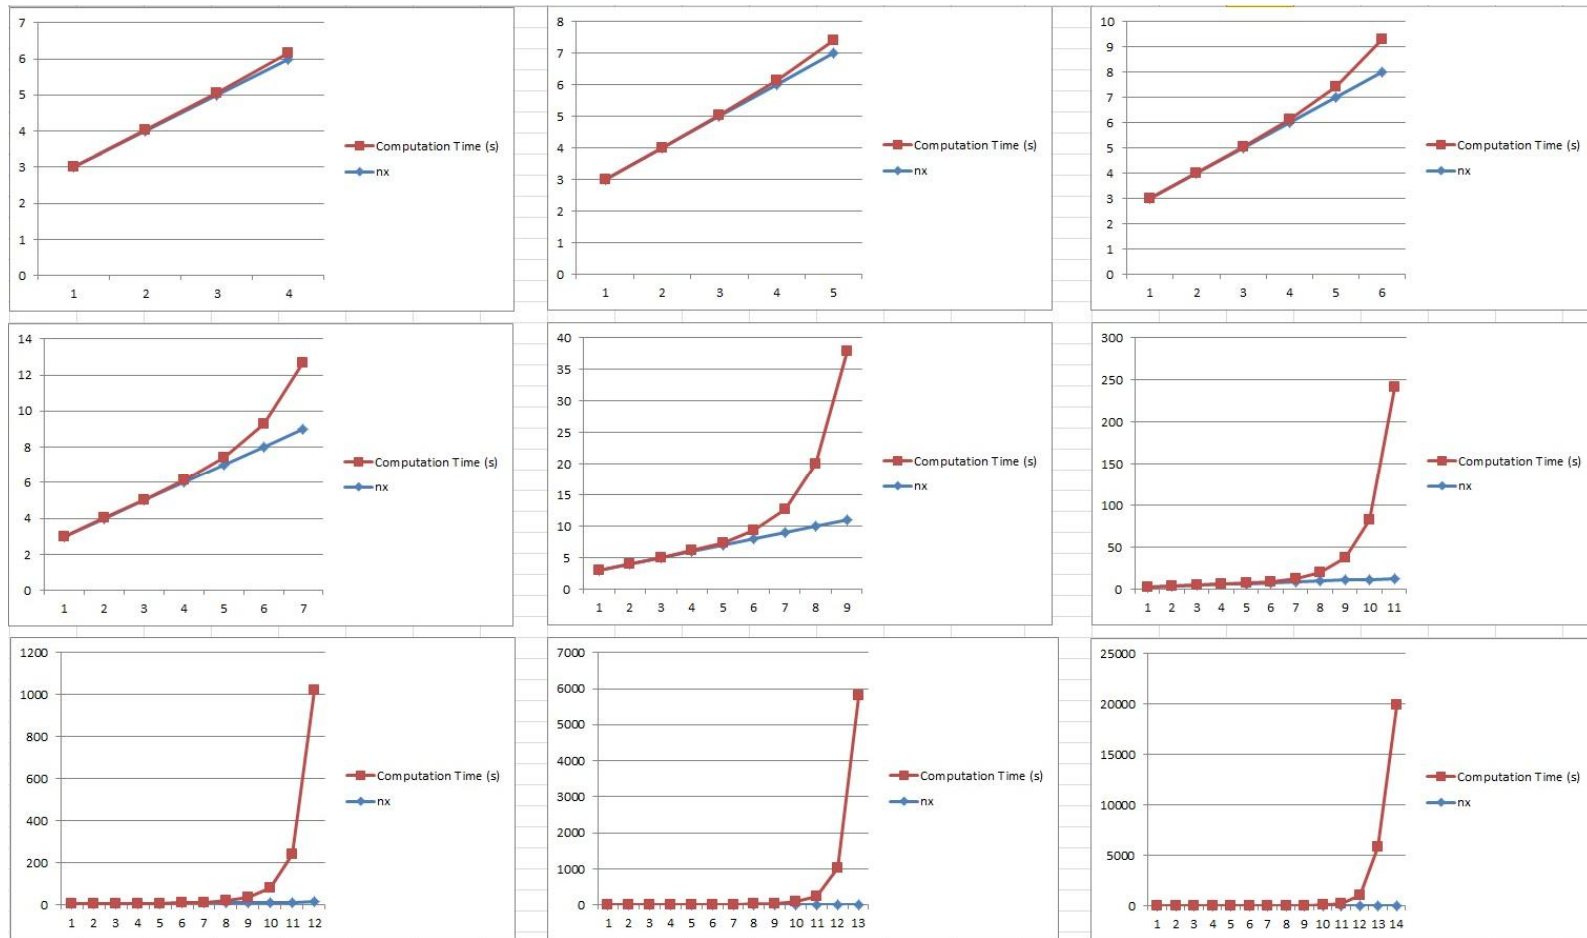 7
6
5
4
3
2
1
0
1 2 3 4
Computation Time (s)
nx
8
7
6
5
4
3
2
1
0
1 2 3 4 5
Computation Time (s)
nx
10
9
8
7
6
5
4
3
2
1
0
1 2 3 4 5 6
Computation Time (s)
nx
14
12
10
8
6
4
2
0
1 2 3 4 5 6 7
Computation Time (s)
nx
40
35
30
25
20
15
10
5
0
1 2 3 4 5 6 7 8 9
Computation Time (s)
nx
300
250
200
150
100
50
0
1 2 3 4 5 6 7 8 9 10 11
Computation Time (s)
nx
1200
1000
800
600
400
200
0
1 2 3 4 5 6 7 8 9 10 11 12
Computation Time (s)
nx
7000
6000
5000
4000
3000
2000
1000
0
1 2 3 4 5 6 7 8 9 10 11 12 13
Computation Time (s)
nx
25000
20000
15000
10000
5000
0
1 2 3 4 5 6 7 8 9 10 11 12 13 14
Computation Time (s)
nx